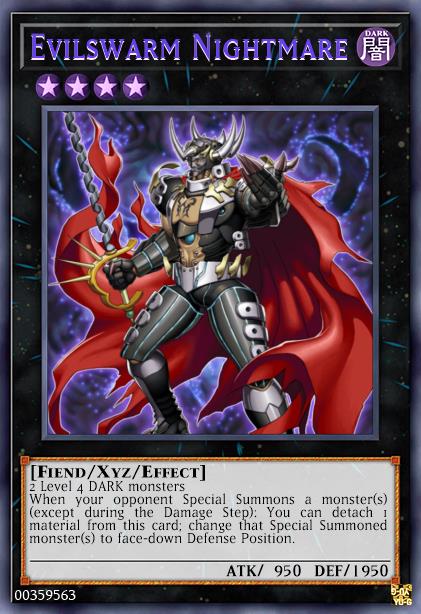 Evilswarm Nightmare
DARK
闇
[Fiend/Xyz/Effect]
2 Level 4 DARK monsters
When your opponent Special Summons a monster(s)
(except during the Damage Step): You can detach 1
material from this card; change that Special Summoned
monster(s) to face-down Defense Position.
ATK/ 950 DEF/1950
00359563